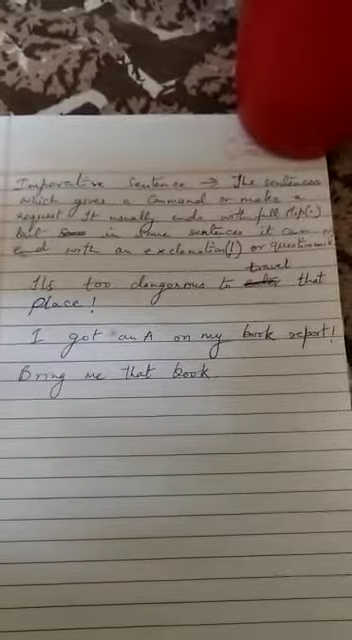 Imperative Sentence → The sentences
which gives a Command or make a
request It usually ends with full stop(.)
but in some sentences it can
end with an exclamation(!) or question
travel
Its too dangerous to that
place!
I got an A on my book report!
Bring me that book